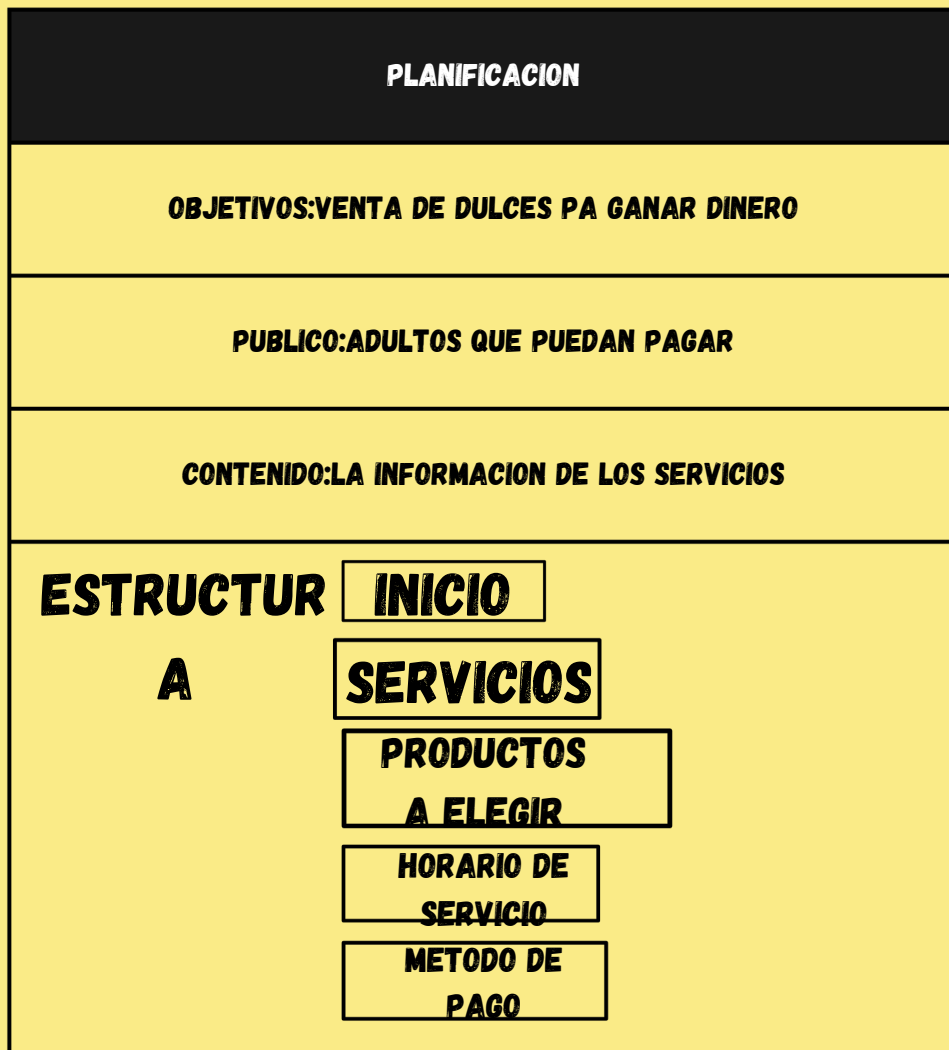 PLANIFICACION
OBJETIVOS:VENTA DE DULCES PA GANAR DINERO
PUBLICO:ADULTOS QUE PUEDAN PAGAR
CONTENIDO:LA INFORMACION DE LOS SERVICIOS
ESTRUCTUR
A
INICIO
SERVICIOS
PRODUCTOS
A ELEGIR
HORARIO DE
SERVICIO
METODO DE
PAGO